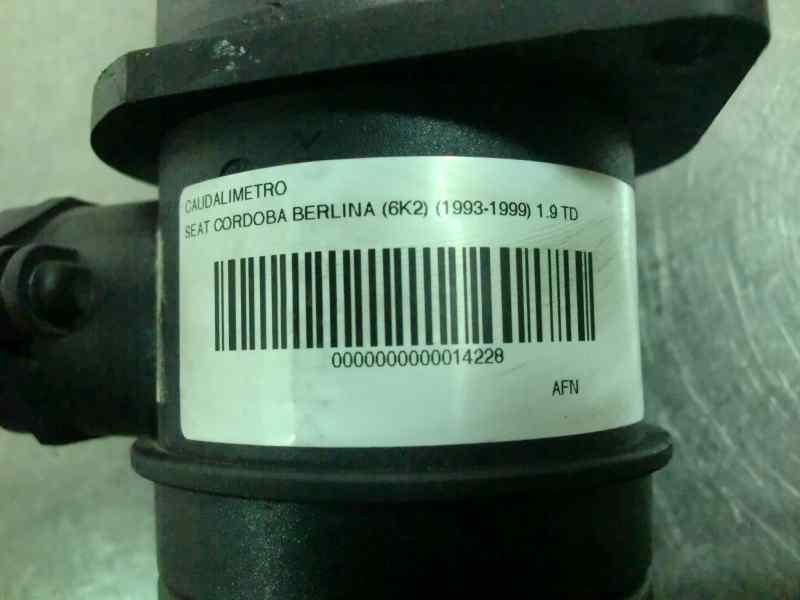 CAUDALIMETRO
SEAT CORDOBA BERLINA (6K2) (1993-1999) 1.9 TD
0000000000014228
AFN